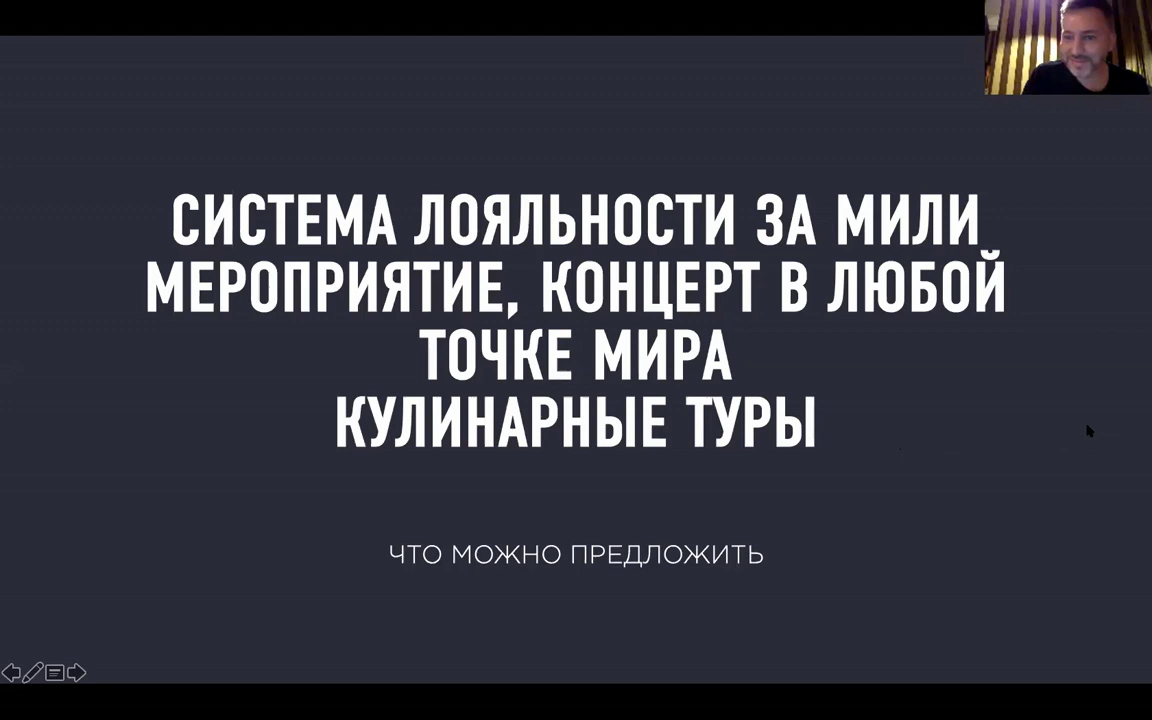 СИСТЕМА ЛОЯЛЬНОСТИ ЗА МИЛИ
МЕРОПРИЯТИЕ, КОНЦЕРТ В ЛЮБОЙ
ТОЧКЕ МИРА
КУЛИНАРНЫЕ ТУРЫ
ЧТО МОЖНО ПРЕДЛОЖИТЬ